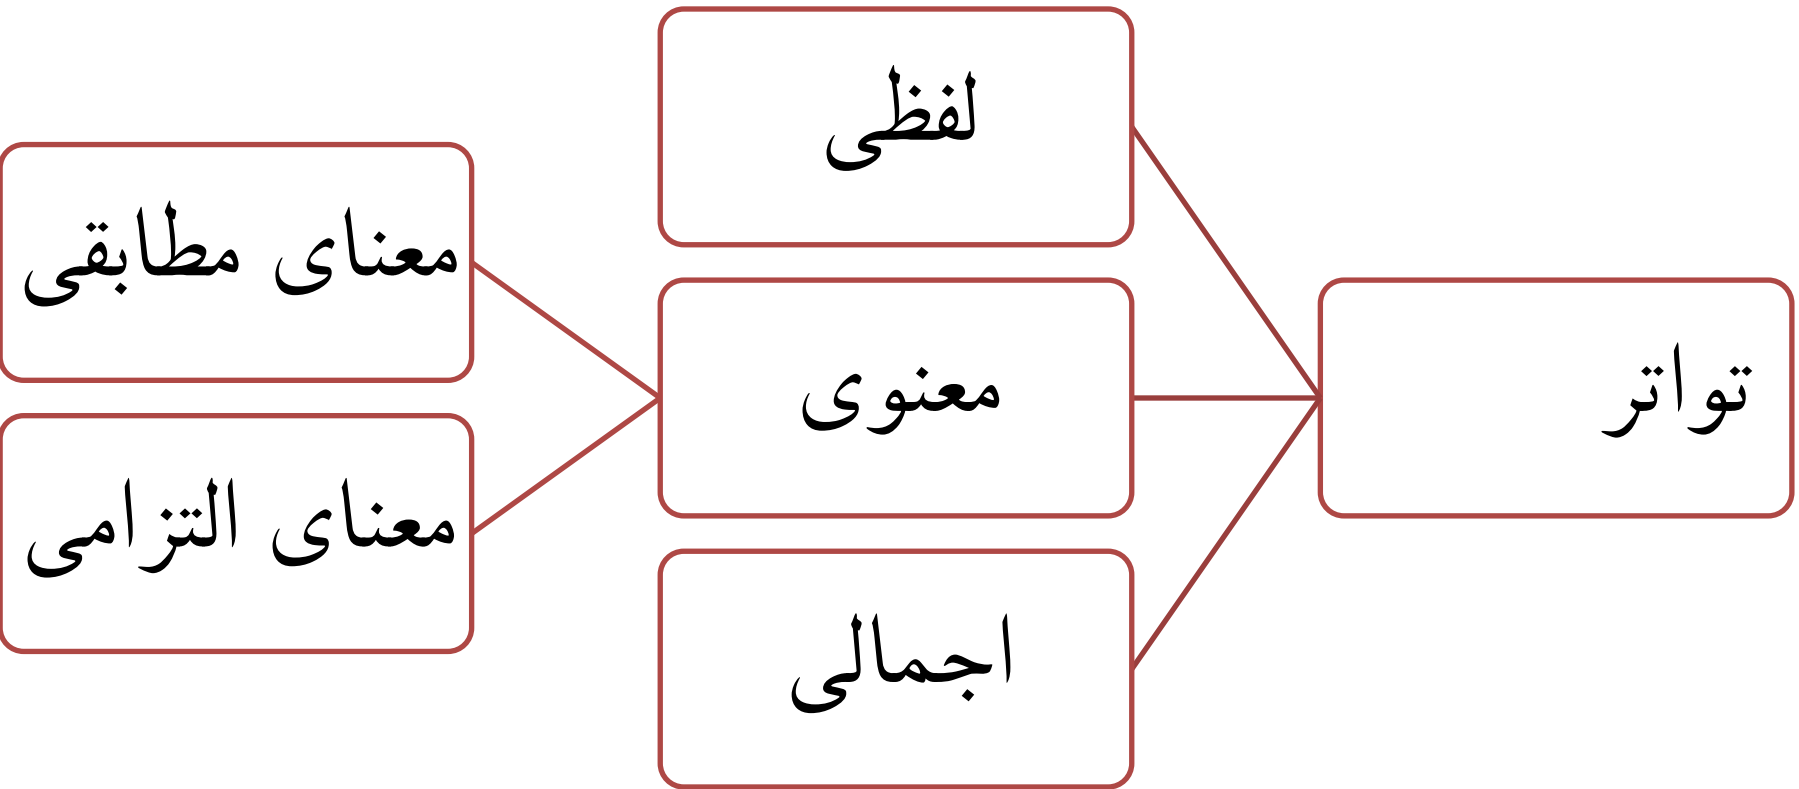 تواتر
لفظی
معنوی
اجمالی
معنای مطابقی
معنای التزامی